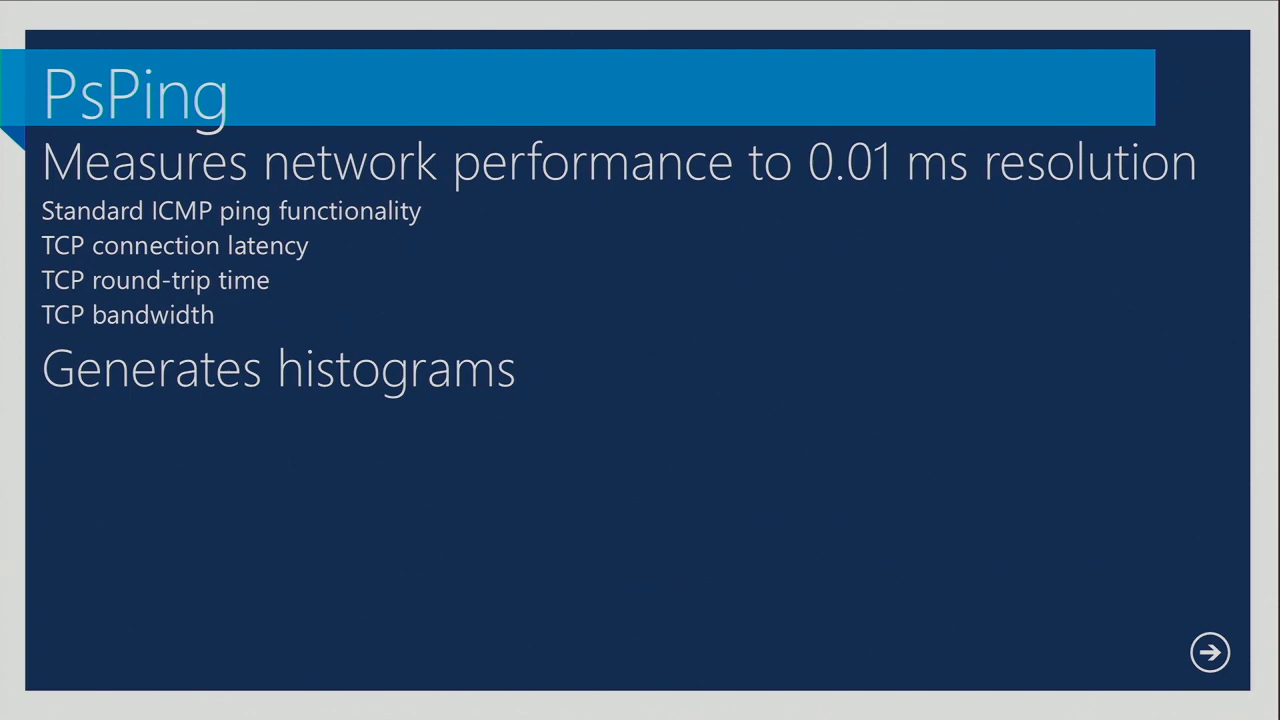 PsPing
Measures network performance to 0.01 ms resolution
Standard ICMP ping functionality
TCP connection latency
TCP round-trip time
TCP bandwidth
Generates histograms